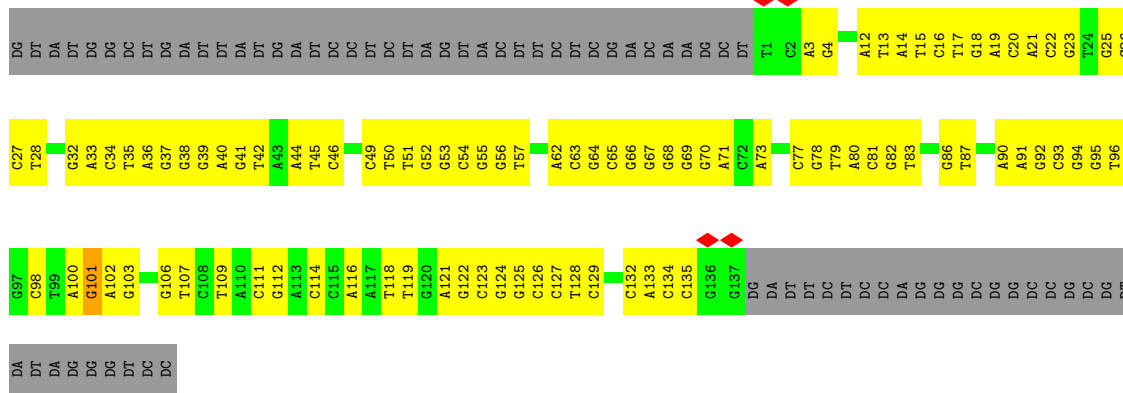 DG DT DA DT DG DG DC DT DG DA DT DT DA DT DG DA DT DC DC DT DC DT DA DG DT DA DC DT DT DC DT DC DG DA DC DA DA DG DC DT T1 C2 A3 G4 A12 T13 A14 T15 C16 T17 G18 A19 C20 A21 C22 G23 T24 G25
C27 T28 G32 A33 C34 T35 A36 G37 G38 G39 A40 G41 T42 A43 A44 T45 C46 C49 T50 T51 G52 G53 C54 G55 G56 T57 A62 C63 G64 C65 G66 G67 G68 G69 G70 A71 C72 A73 C77 G78 T79 A80 C81 G82 T83 G86 T87 A90 A91 G92 C93 G94 G95 T96
G97 C98 T99 A100 G101 A102 G103 G106 T107 C108 T109 A110 C111 G112 A113 C114 C115 A116 A117 T118 T119 G120 A121 G122 C123 G124 G125 C126 C127 T128 C129 C132 A133 C134 C135 G136 G137 DG DA DT DT DC DT DC DC DA DG DG DG DC DG DG DC DC DG DC DG DT
DA DT DA DG DG DG DT DC DC